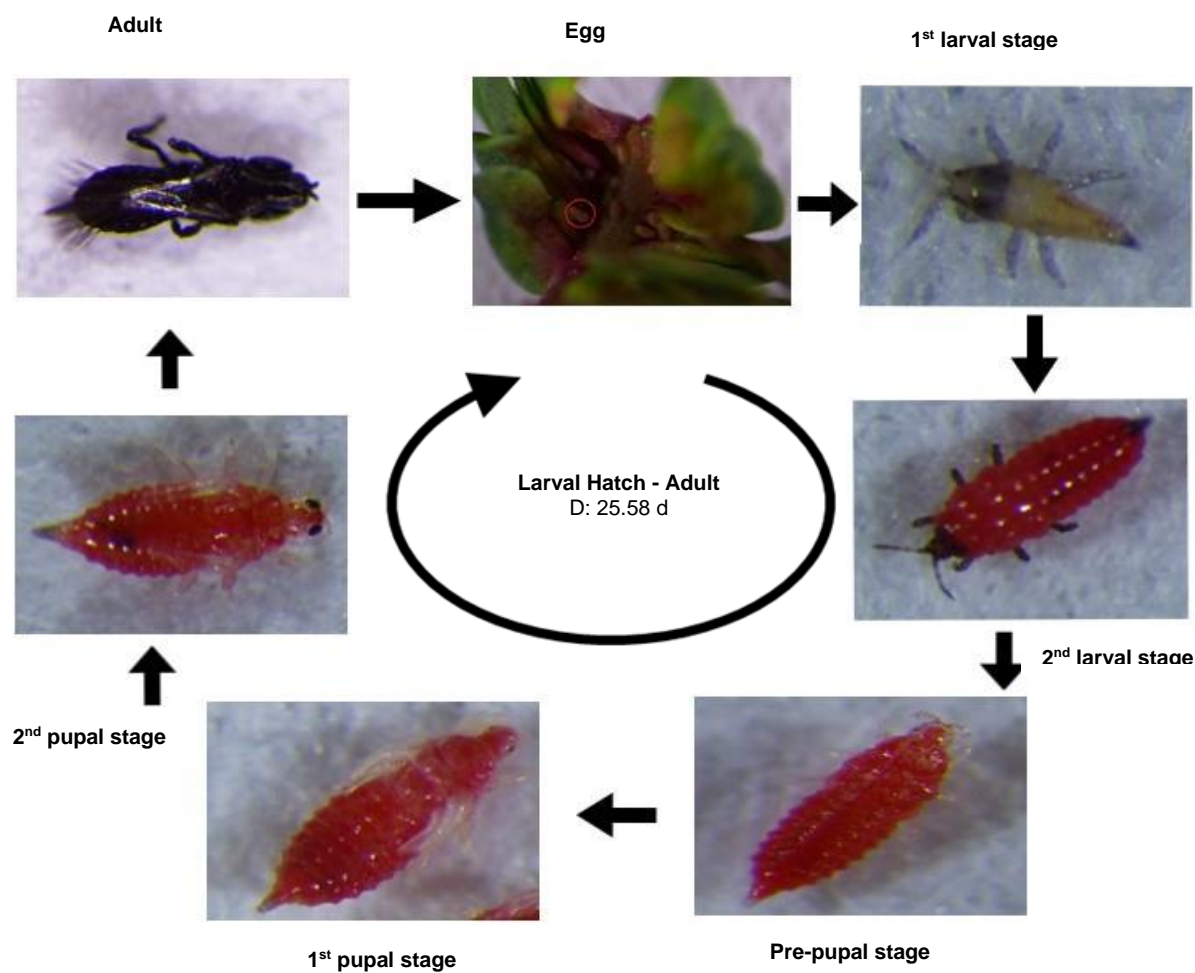 Adult
Egg
1st larval stage
Larval Hatch - Adult
D: 25.58 d
2nd larval stage
2nd pupal stage
1st pupal stage
Pre-pupal stage